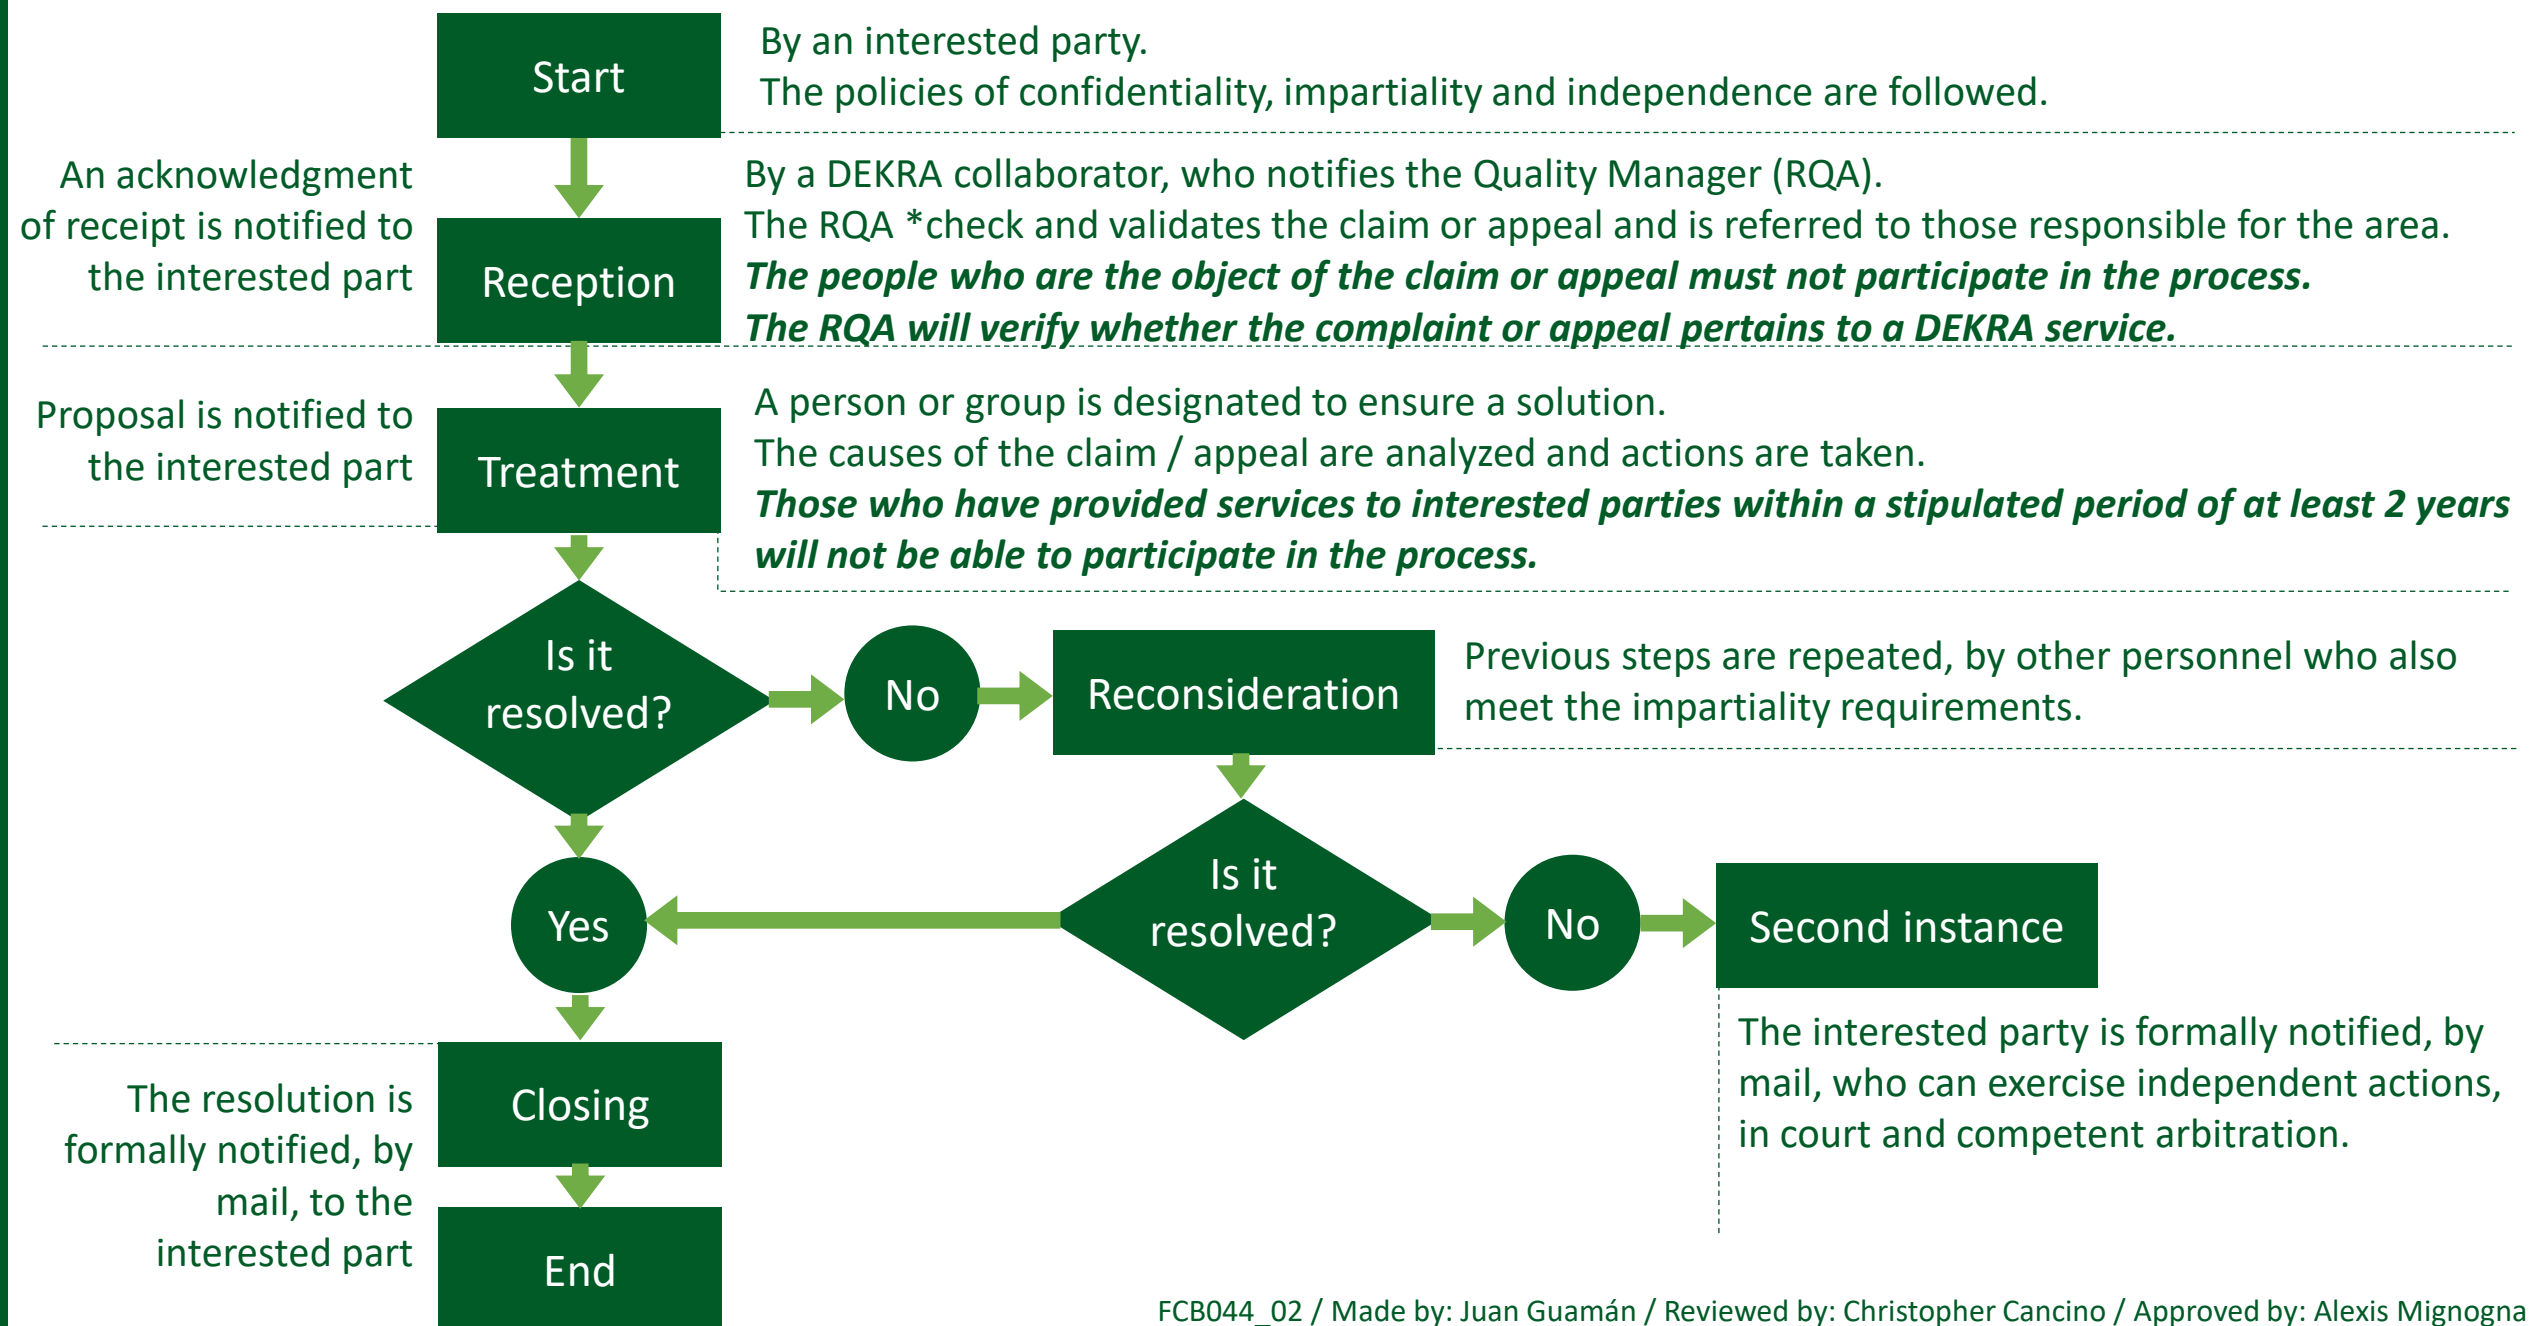 Start
By an interested party.
The policies of confidentiality, impartiality and independence are followed.
An acknowledgment
of receipt is notified to
the interested part
Reception
By a DEKRA collaborator, who notifies the Quality Manager (RQA).
The RQA *check and validates the claim or appeal and is referred to those responsible for the area.
The people who are the object of the claim or appeal must not participate in the process.
The RQA will verify whether the complaint or appeal pertains to a DEKRA service.
Proposal is notified to
the interested part
Treatment
A person or group is designated to ensure a solution.
The causes of the claim / appeal are analyzed and actions are taken.
Those who have provided services to interested parties within a stipulated period of at least 2 years
will not be able to participate in the process.
Is it
resolved?
No
Reconsideration
Previous steps are repeated, by other personnel who also
meet the impartiality requirements.
Yes
Is it
resolved?
No
Second instance
The interested party is formally notified, by
mail, who can exercise independent actions,
in court and competent arbitration.
The resolution is
formally notified, by
mail, to the
interested part
Closing
End
FCB044_02 / Made by: Juan Guamán / Reviewed by: Christopher Cancino / Approved by: Alexis Mignogna